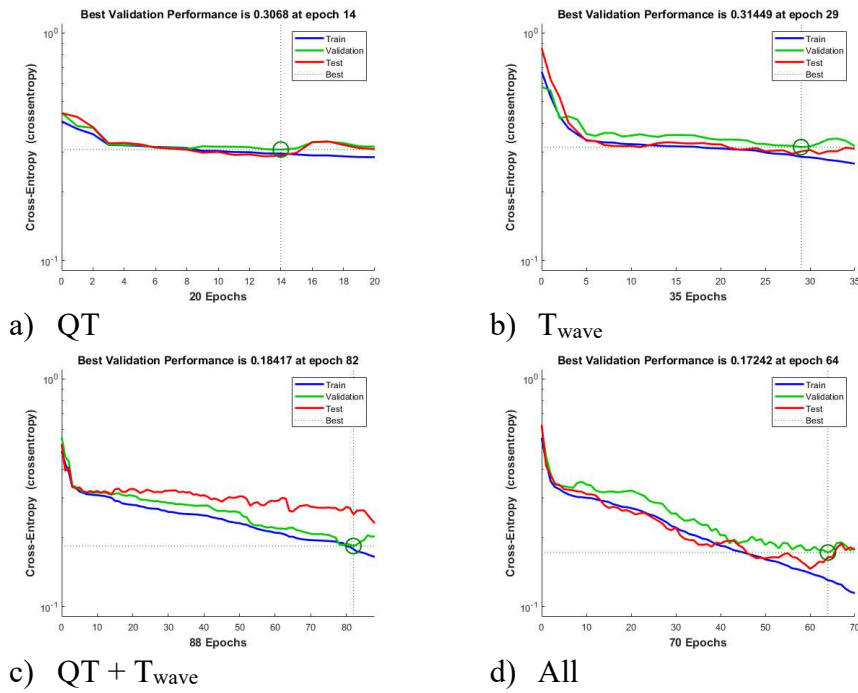 Best Validation Performance is 0.3068 at epoch 14
10^0
10^-1
Cross-Entropy (crossentropy)
Train
Validation
Test
Best
0 2 4 6 8 10 12 14 16 18 20
20 Epochs
a) QT
Best Validation Performance is 0.31449 at epoch 29
10^0
10^-1
Cross-Entropy (crossentropy)
Train
Validation
Test
Best
0 5 10 15 20 25 30 35
35 Epochs
b) Twave
Best Validation Performance is 0.18417 at epoch 82
10^0
10^-1
Cross-Entropy (crossentropy)
Train
Validation
Test
Best
0 10 20 30 40 50 60 70 80
88 Epochs
c) QT + Twave
Best Validation Performance is 0.17242 at epoch 64
10^0
10^-1
Cross-Entropy (crossentropy)
Train
Validation
Test
Best
0 10 20 30 40 50 60 70
70 Epochs
d) All